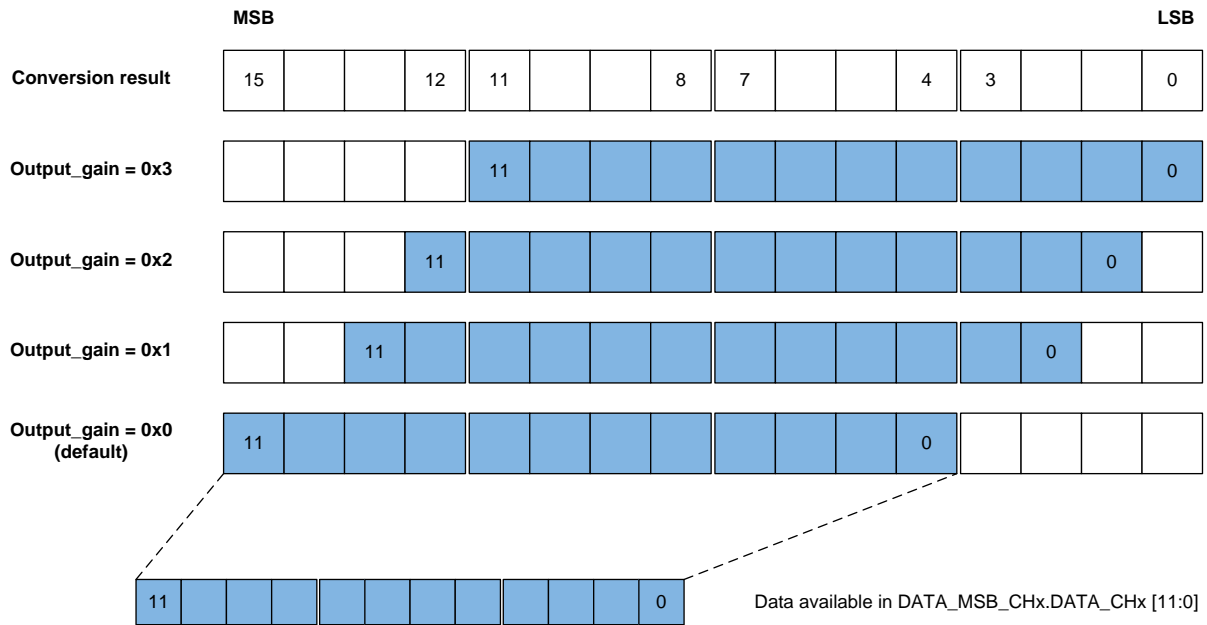 MSB LSB
Conversion result 15 12 11 8 7 4 3 0
Output_gain = 0x3 11 0
Output_gain = 0x2 11 0
Output_gain = 0x1 11 0
Output_gain = 0x0
(default) 11 0
11 0 Data available in DATA_MSB_CHx.DATA_CHx [11:0]